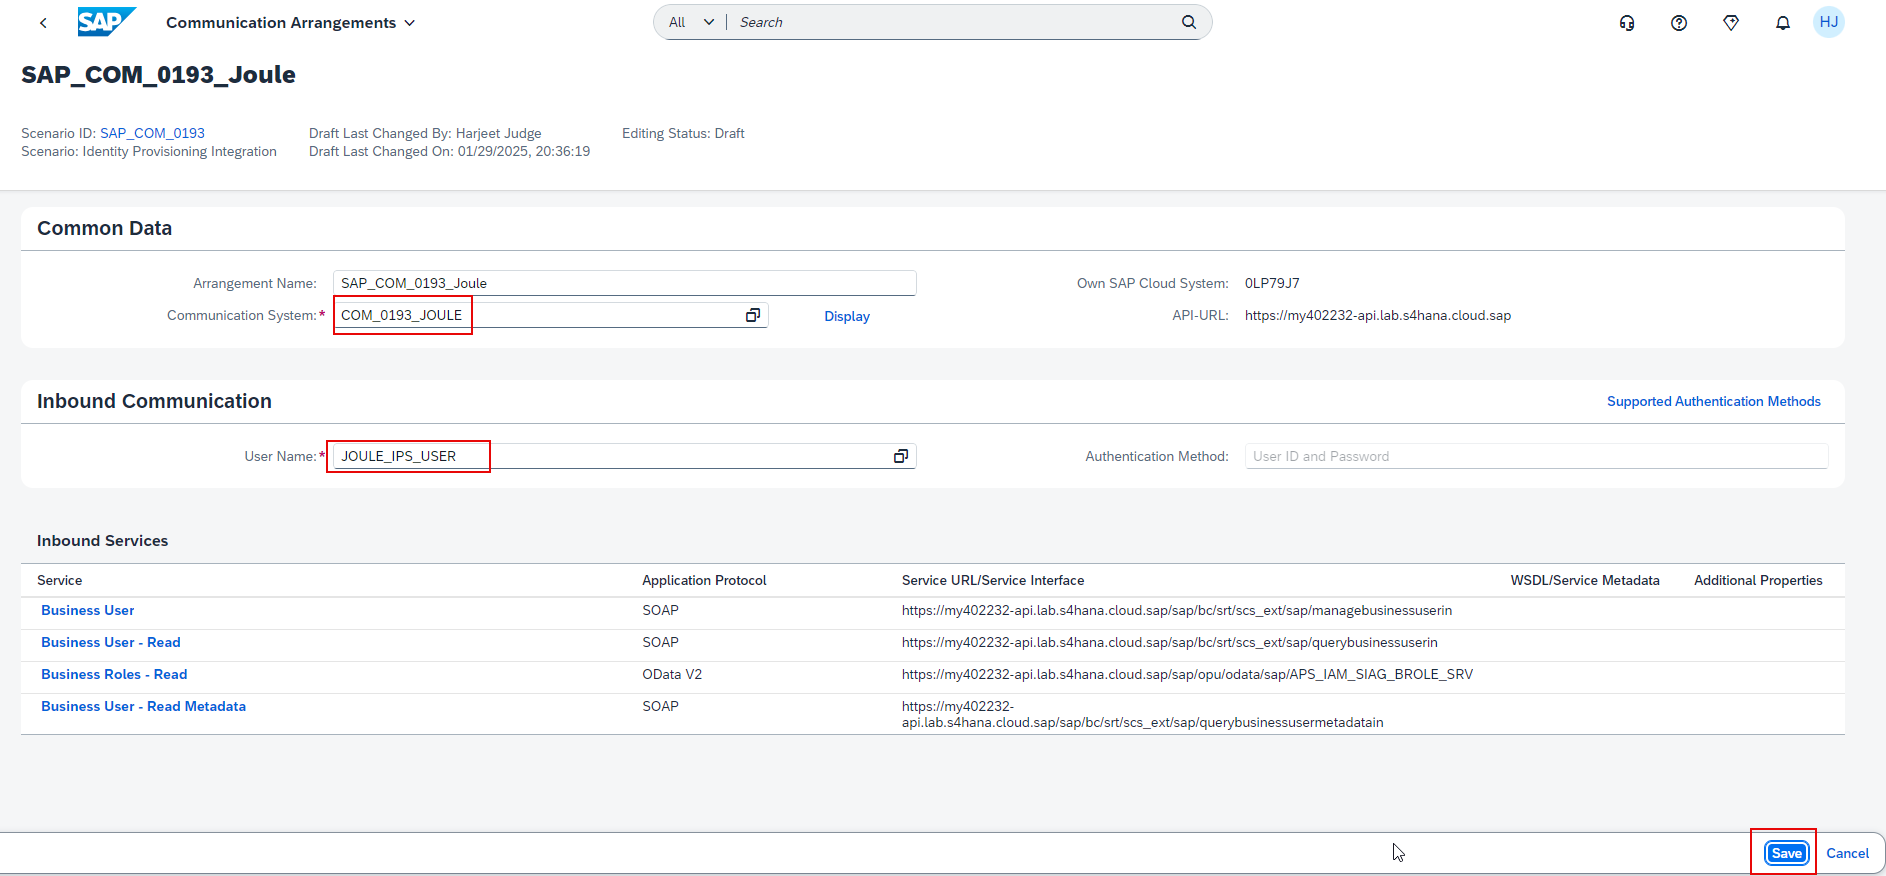 SAP Communication Arrangements All Search HJ
SAP_COM_0193_Joule
Scenario ID: SAP_COM_0193 Draft Last Changed By: Harjeet Judge Editing Status: Draft
Scenario: Identity Provisioning Integration Draft Last Changed On: 01/29/2025, 20:36:19
Common Data
Arrangement Name: SAP_COM_0193_Joule Own SAP Cloud System: 0LP79J7
Communication System:* COM_0193_JOULE Display API-URL: https://my402232-api.lab.s4hana.cloud.sap
Inbound Communication Supported Authentication Methods
User Name:* JOULE_IPS_USER Authentication Method: User ID and Password
Inbound Services
Service Application Protocol Service URL/Service Interface WSDL/Service Metadata Additional Properties
Business User SOAP https://my402232-api.lab.s4hana.cloud.sap/sap/bc/srt/scs_ext/sap/managebusinessuserin
Business User - Read SOAP https://my402232-api.lab.s4hana.cloud.sap/sap/bc/srt/scs_ext/sap/querybusinessuserin
Business Roles - Read OData V2 https://my402232-api.lab.s4hana.cloud.sap/sap/opu/odata/sap/APS_IAM_SIAG_BROLE_SRV
Business User - Read Metadata SOAP https://my402232-
api.lab.s4hana.cloud.sap/sap/bc/srt/scs_ext/sap/querybusinessusermetadatain
Save Cancel